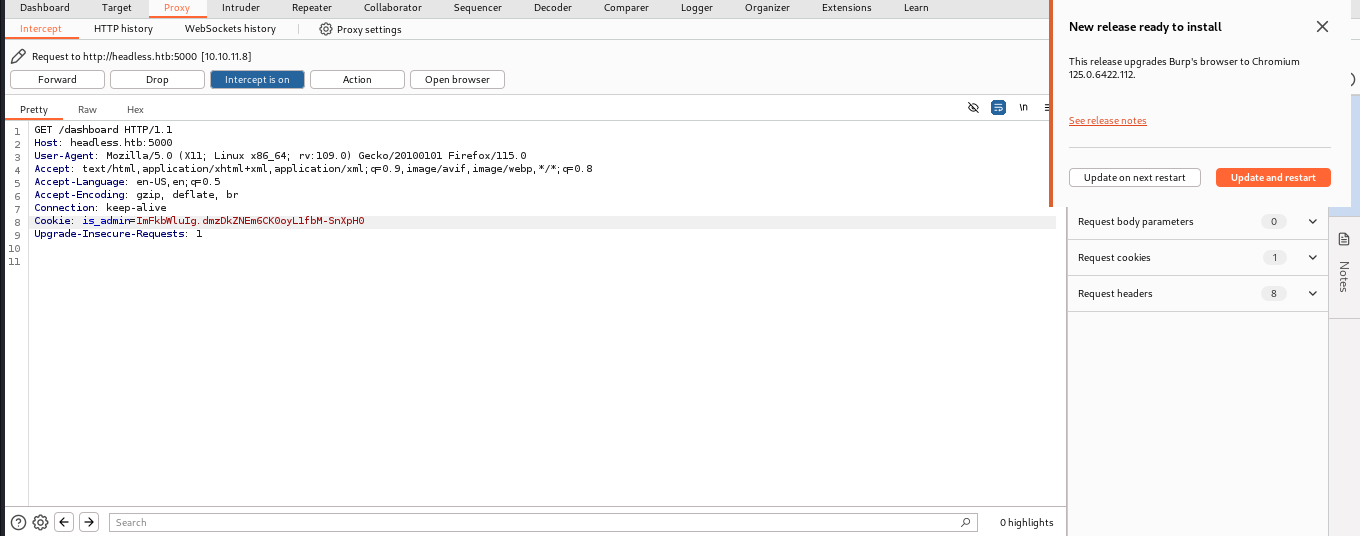 Dashboard Target Proxy Intruder Repeater Collaborator Sequencer Decoder Comparer Logger Organizer Extensions Learn
Intercept HTTP history WebSockets history Proxy settings
Request to http://headless.htb:5000 [10.10.11.8]
Forward Drop Intercept is on Action Open browser
Pretty Raw Hex \n
1 GET /dashboard HTTP/1.1
2 Host: headless.htb:5000
3 User-Agent: Mozilla/5.0 (X11; Linux x86_64; rv:109.0) Gecko/20100101 Firefox/115.0
4 Accept: text/html,application/xhtml+xml,application/xml;q=0.9,image/avif,image/webp,*/*;q=0.8
5 Accept-Language: en-US,en;q=0.5
6 Accept-Encoding: gzip, deflate, br
7 Connection: keep-alive
8 Cookie: is_admin=ImFkbWluIg.dmzDkZNEm6CK0oyL1fbM-SnXpH0
9 Upgrade-Insecure-Requests: 1
10
11
Search 0 highlights
New release ready to install
This release upgrades Burp's browser to Chromium
125.0.6422.112.
See release notes
Update on next restart Update and restart
Request body parameters 0
Request cookies 1
Request headers 8
Notes